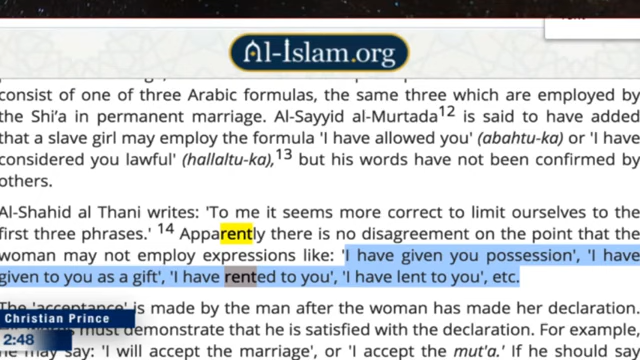 Al-Islam.org
consist of one of three Arabic formulas, the same three which are employed by
the Shi'a in permanent marriage. Al-Sayyid al-Murtada12 is said to have added
that a slave girl may employ the formula 'I have allowed you' (abahtu-ka) or 'I have
considered you lawful' (hallaltu-ka),13 but his words have not been confirmed by
others.
Al-Shahid al Thani writes: 'To me it seems more correct to limit ourselves to the
first three phrases.' 14 Apparently there is no disagreement on the point that the
woman may not employ expressions like: 'I have given you possession', 'I have
given to you as a gift', 'I have rented to you', 'I have lent to you', etc.
The 'acceptance' is made by the man after the woman has made her declaration.
must demonstrate that he is satisfied with the declaration. For example,
he may say: 'I will accept the marriage', or 'I accept the mut'a.' If he should say
Christian Prince
2:48